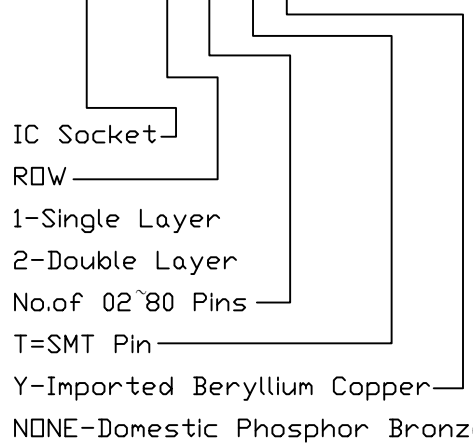 IC Socket
ROW
1-Single Layer
2-Double Layer
No.of 02~80 Pins
T=SMT Pin
Y-Imported Beryllium Copper
NONE-Domestic Phosphor